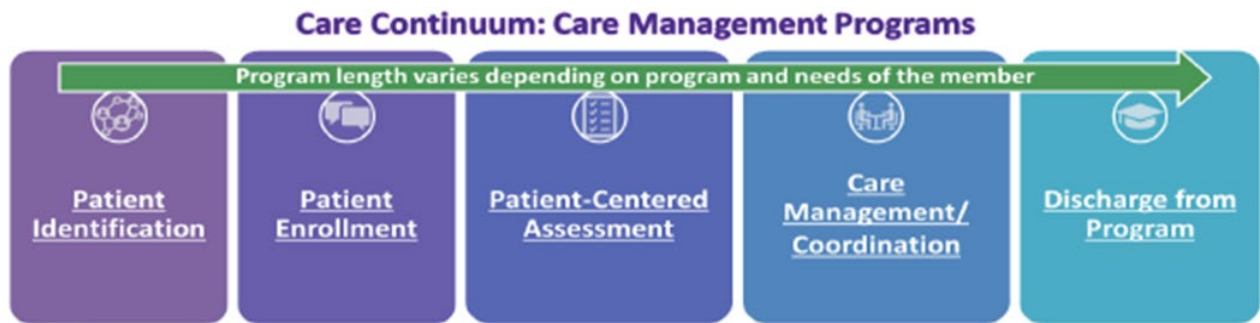 Care Continuum: Care Management Programs
Program length varies depending on program and needs of the member
Patient
Identification
Patient
Enrollment
Patient-Centered
Assessment
Care
Management/
Coordination
Discharge from
Program